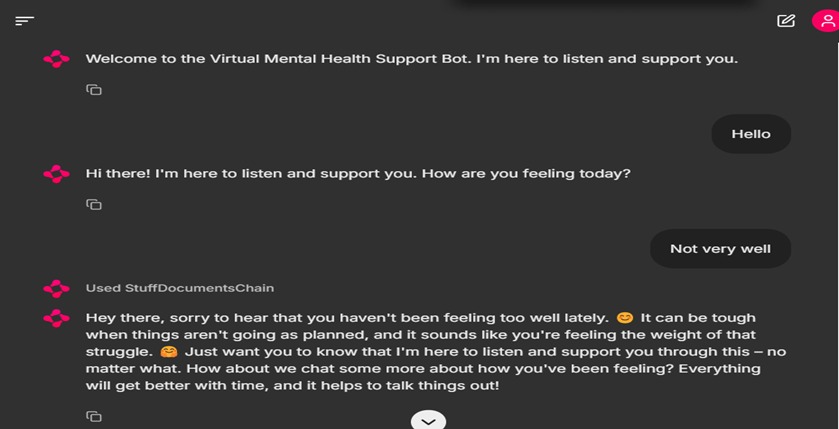 Welcome to the Virtual Mental Health Support Bot. I'm here to listen and support you.
Hello
Hi there! I'm here to listen and support you. How are you feeling today?
Not very well
Used StuffDocumentsChain
Hey there, sorry to hear that you haven't been feeling too well lately. 😊 It can be tough
when things aren't going as planned, and it sounds like you're feeling the weight of that
struggle. 🤗 Just want you to know that I'm here to listen and support you through this – no
matter what. How about we chat some more about how you've been feeling? Everything
will get better with time, and it helps to talk things out!